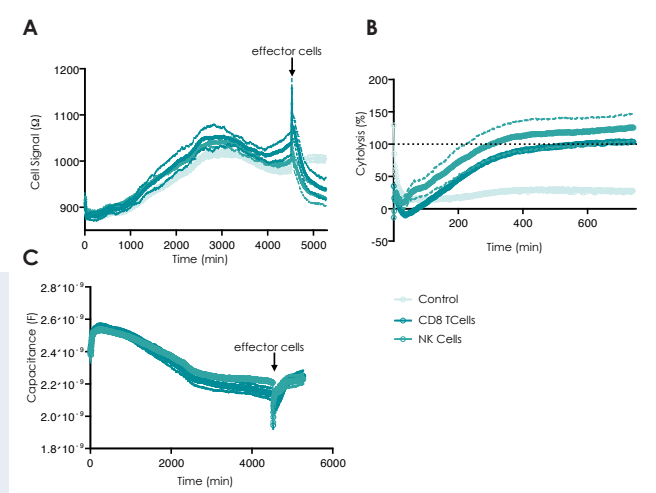 A
effector cells
1200
1100
1000
900
Cell signal (Ω)
0 1000 2000 3000 4000 5000
Time (min)
B
200
150
100
50
0
-50
Cytolysis (%)
200 400 600
Time (min)
C
2.8*10⁻⁹
2.6*10⁻⁹
2.4*10⁻⁹
2.2*10⁻⁹
2.0*10⁻⁹
1.8*10⁻⁹
Capacitance (F)
effector cells
0 2000 4000 6000
Time (min)
Control
CD8 TCells
NK Cells